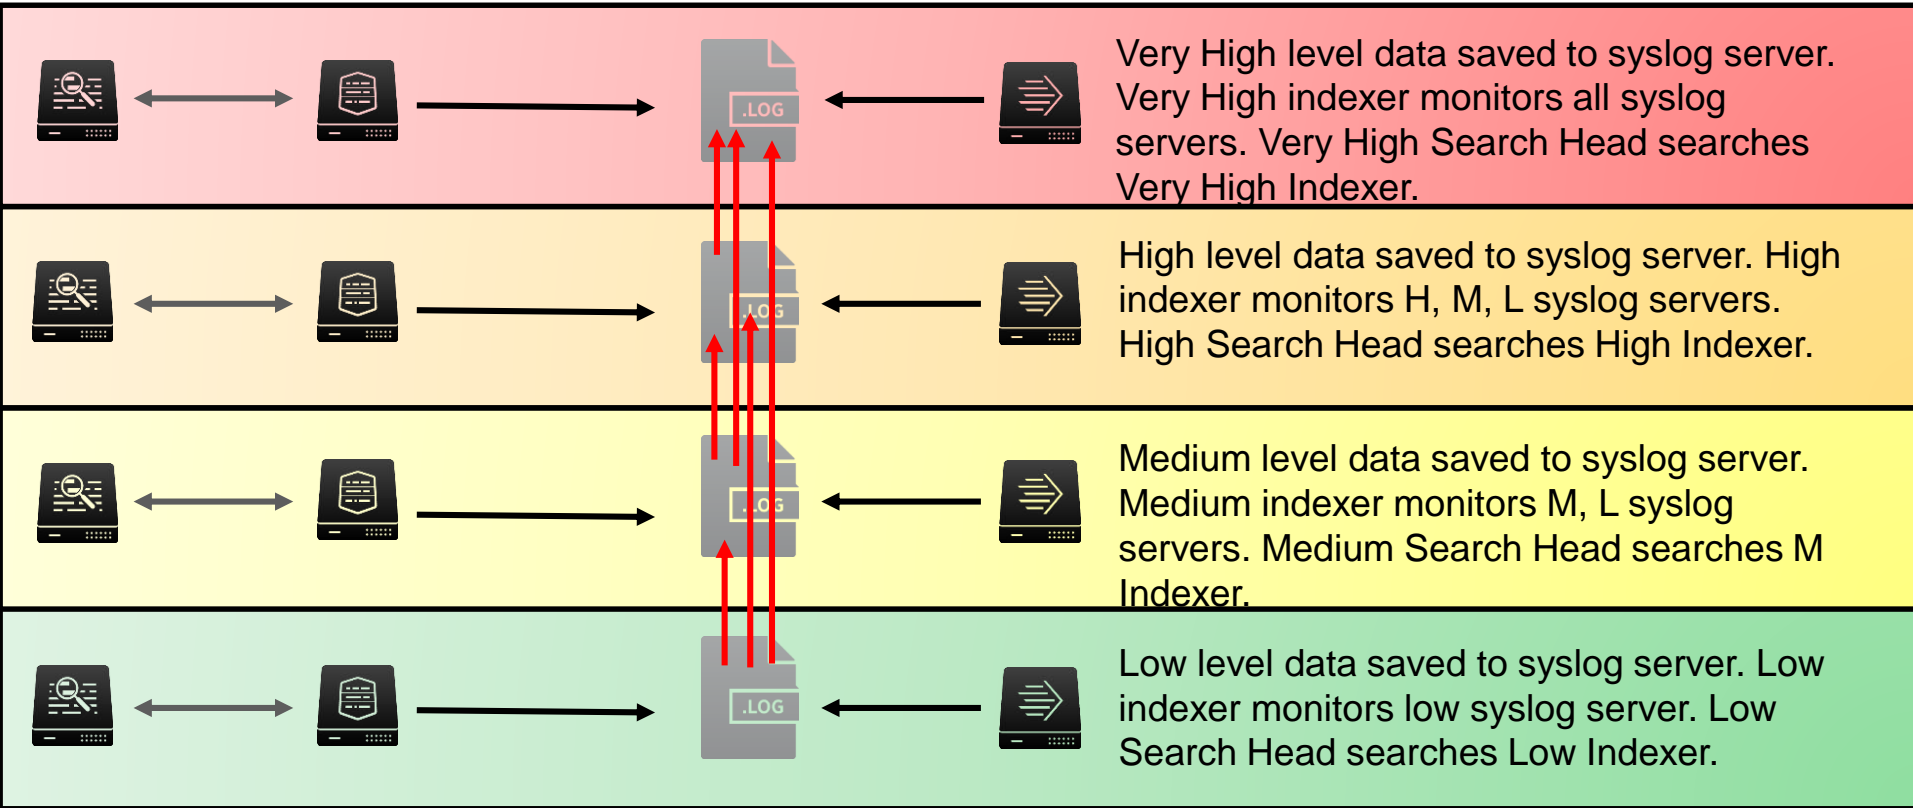 .LOG
Very High level data saved to syslog server.
Very High indexer monitors all syslog
servers. Very High Search Head searches
Very High Indexer.
.LOG
High level data saved to syslog server. High
indexer monitors H, M, L syslog servers.
High Search Head searches High Indexer.
.LOG
Medium level data saved to syslog server.
Medium indexer monitors M, L syslog
servers. Medium Search Head searches M
Indexer.
.LOG
Low level data saved to syslog server. Low
indexer monitors low syslog server. Low
Search Head searches Low Indexer.